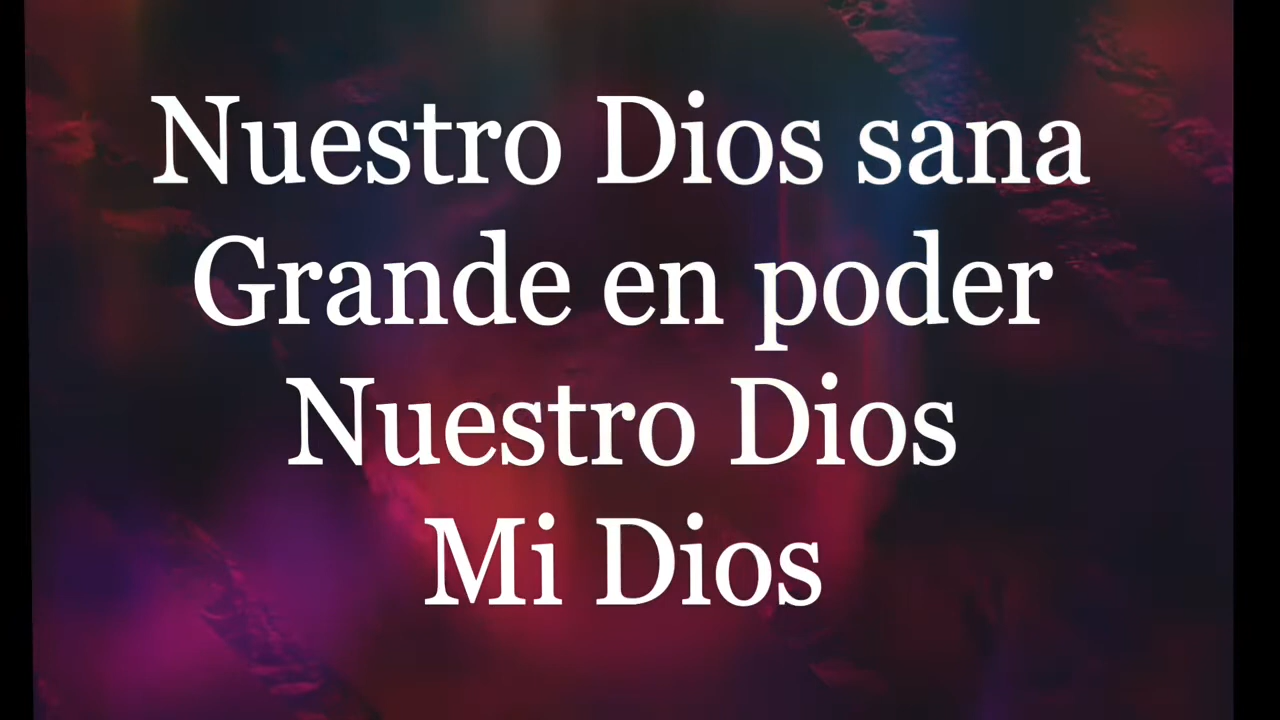 Nuestro Dios sana
Grande en poder
Nuestro Dios
Mi Dios